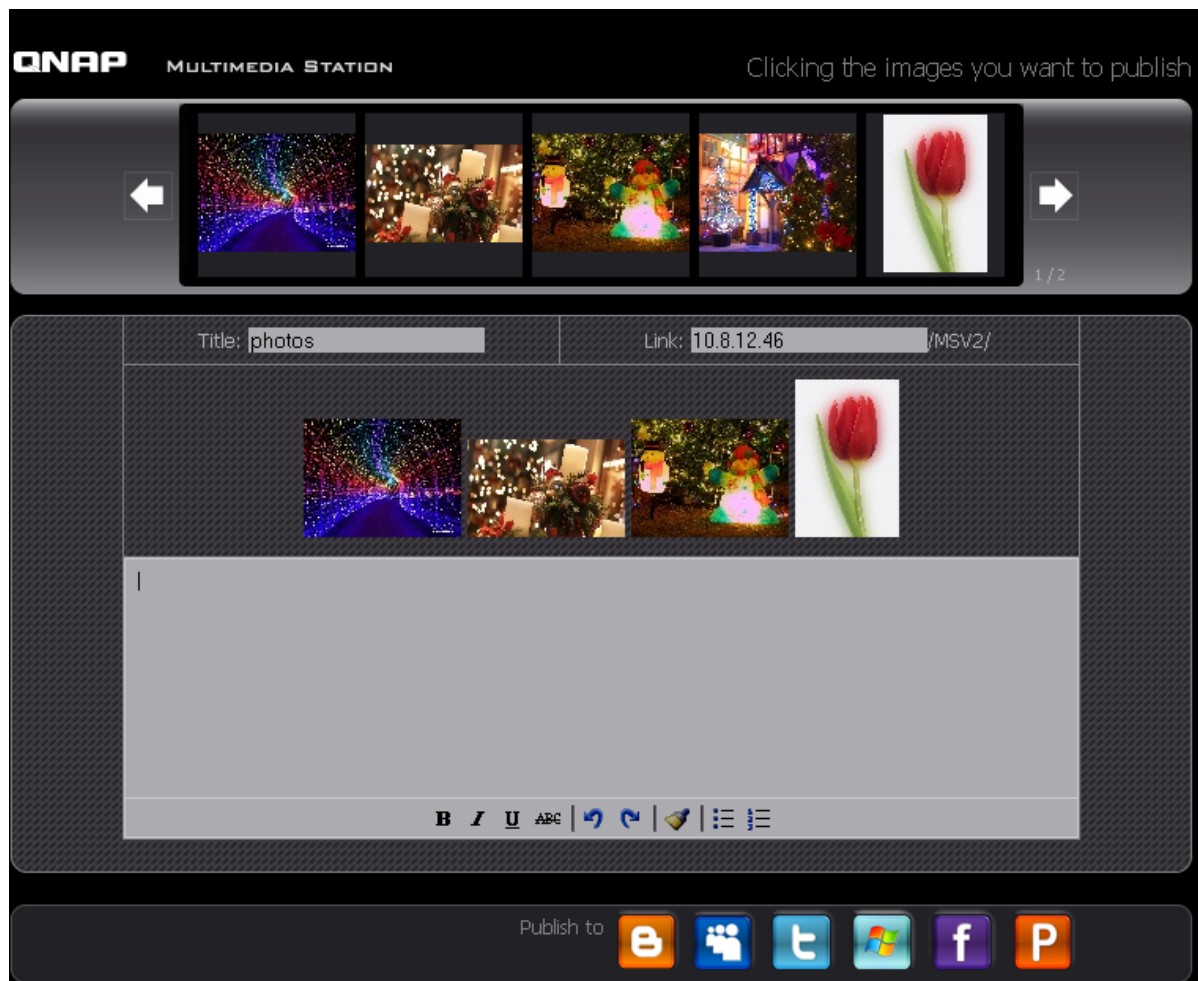 QNAP MULTIMEDIA STATION Clicking the images you want to publish
1/2
Title: photos Link: 10.8.12.46 /MSV2/
B I U ABC
Publish to B t f P